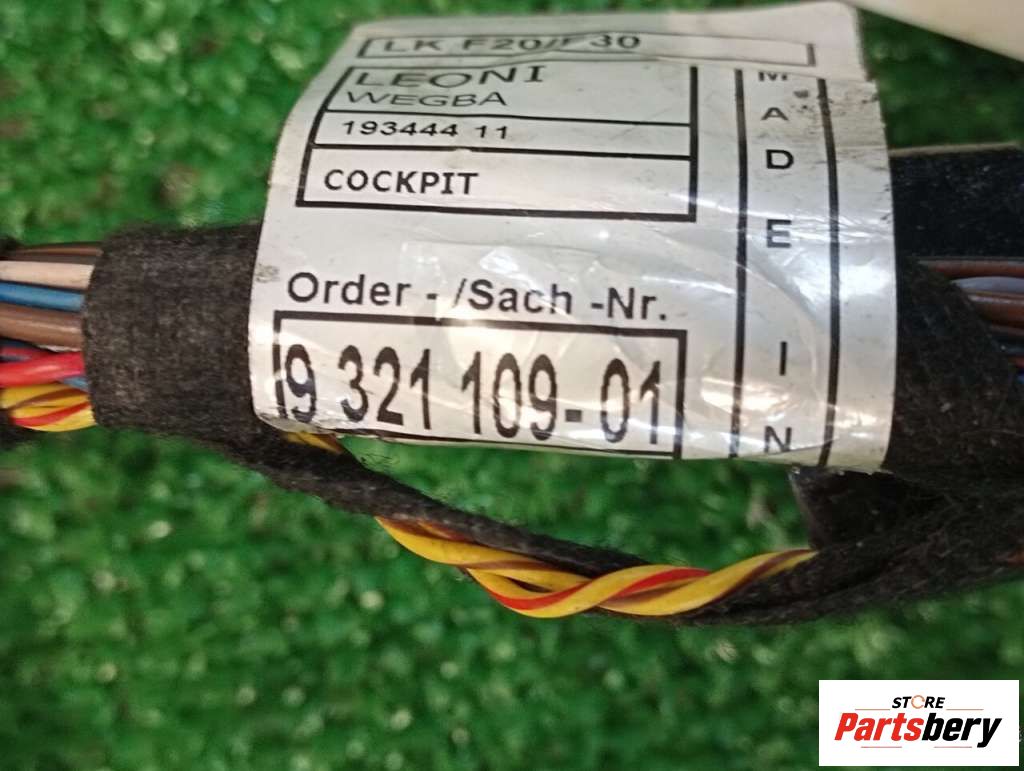 LK F20/F30
LEONI
WEGBA
193444 11
COCKPIT
Order - /Sach -Nr.
9 321 109-01
MADE IN
STORE
Partsbery